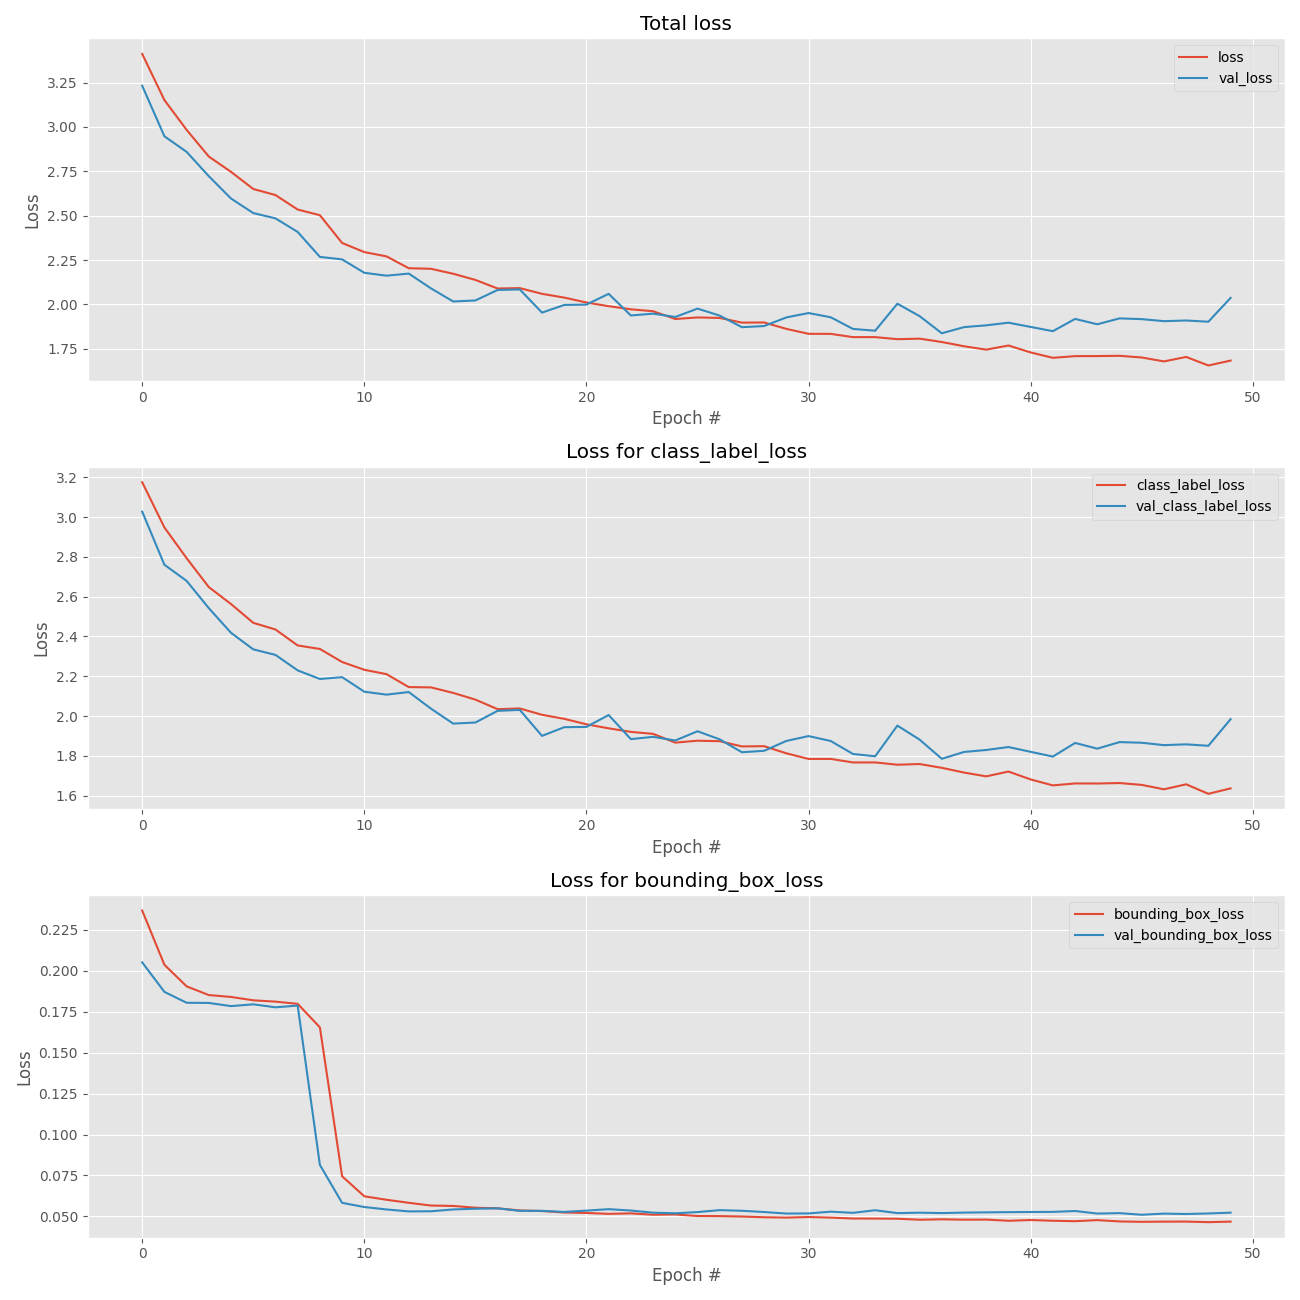 Total loss
loss
val_loss
3.25
3.00
2.75
2.50
2.25
2.00
1.75
Loss
0 10 20 30 40 50
Epoch #
Loss for class_label_loss
class_label_loss
val_class_label_loss
3.2
3.0
2.8
2.6
2.4
2.2
2.0
1.8
1.6
Loss
0 10 20 30 40 50
Epoch #
Loss for bounding_box_loss
bounding_box_loss
val_bounding_box_loss
0.225
0.200
0.175
0.150
0.125
0.100
0.075
0.050
Loss
0 10 20 30 40 50
Epoch #